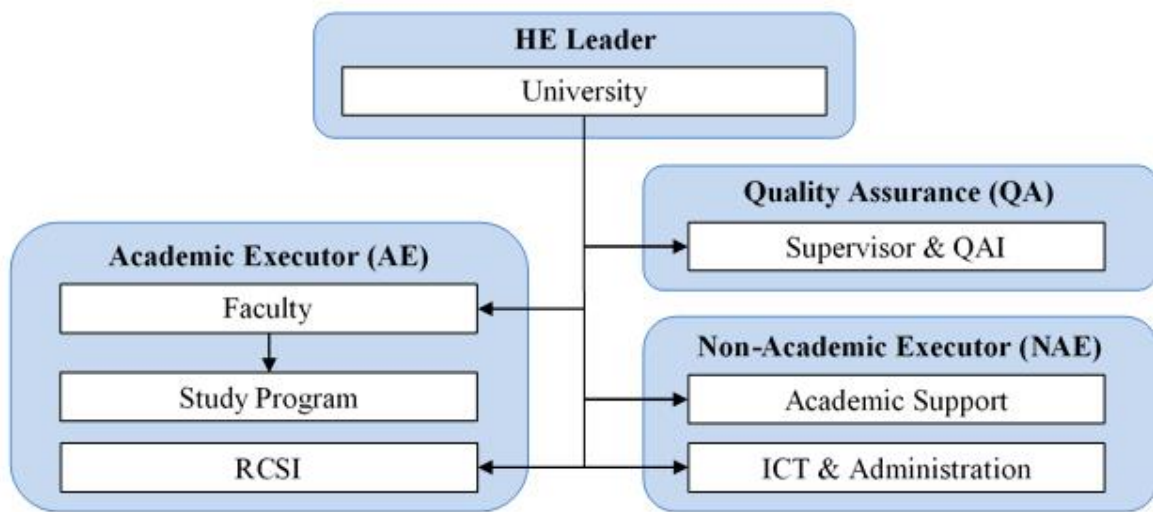 HE Leader
University
Quality Assurance (QA)
Supervisor & QAI
Academic Executor (AE)
Faculty
Study Program
RCSI
Non-Academic Executor (NAE)
Academic Support
ICT & Administration